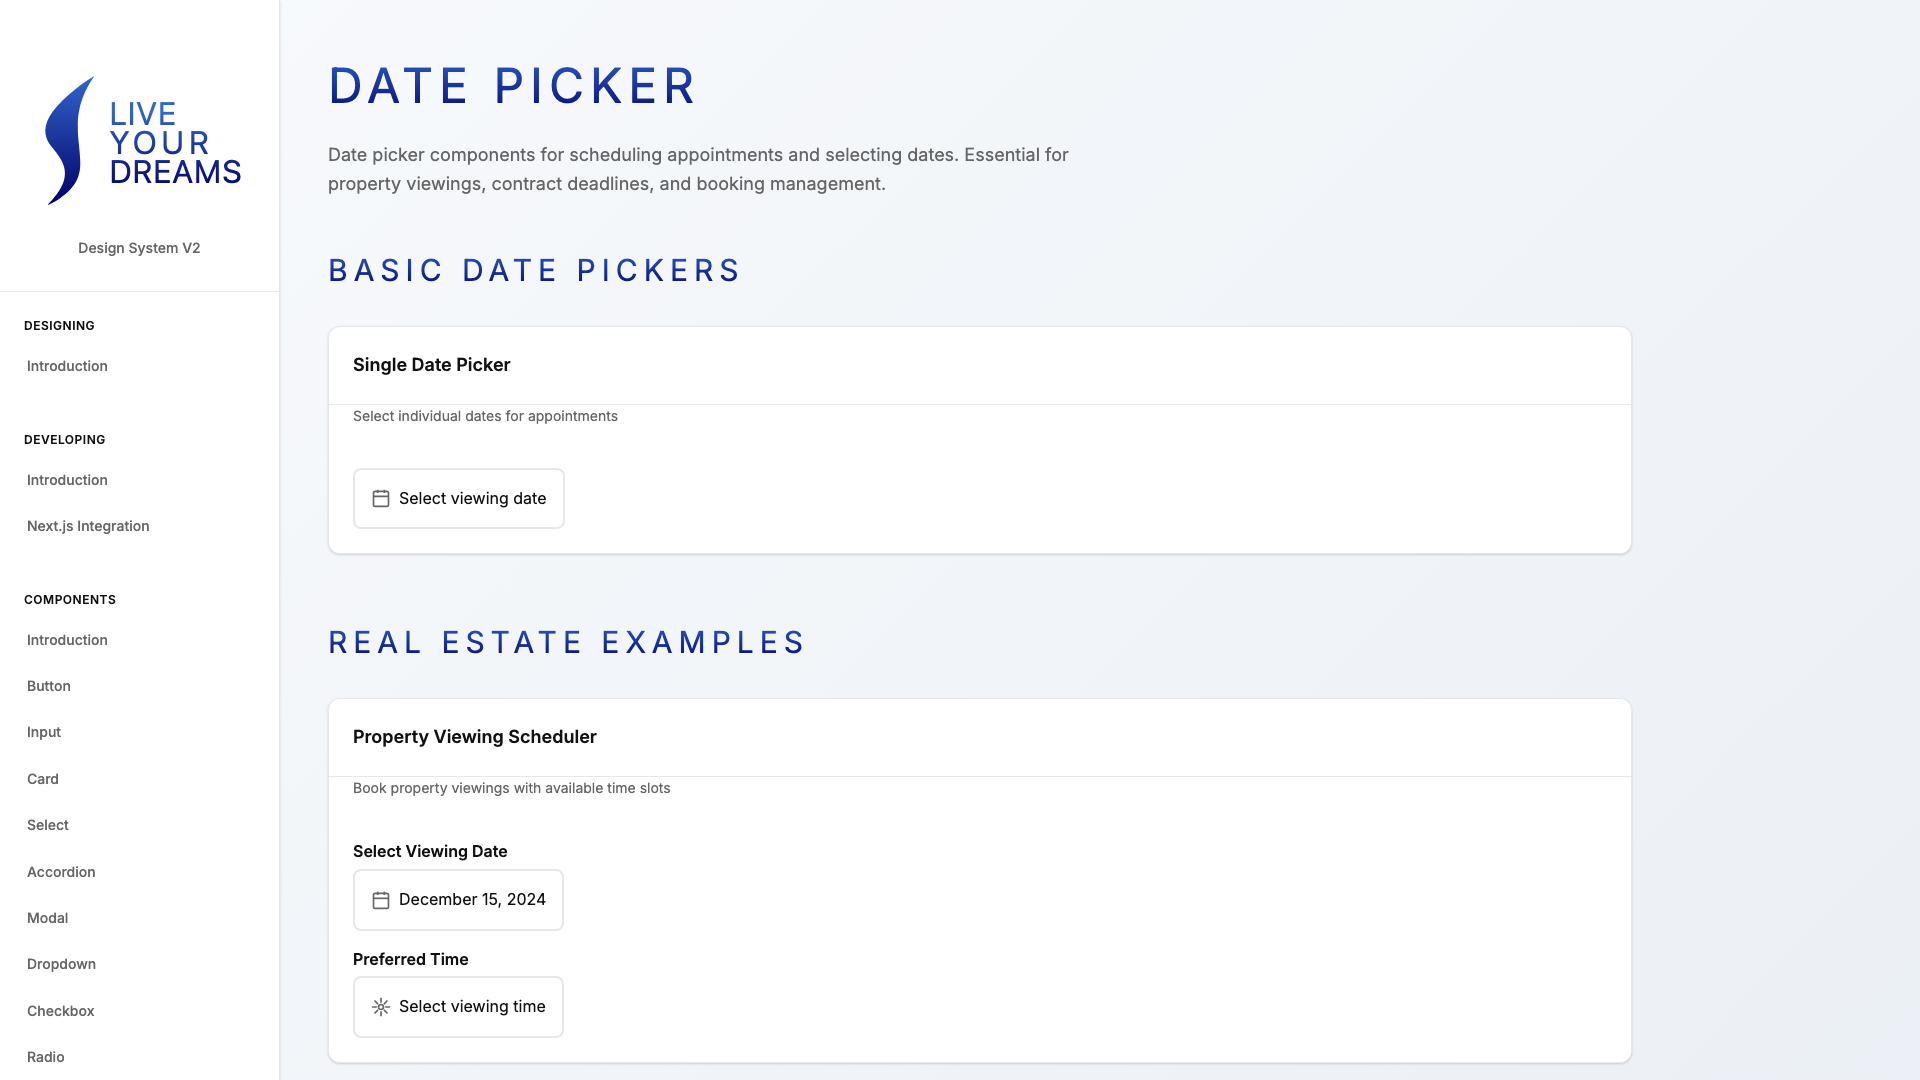 LIVE
YOUR
DREAMS
Design System V2
DESIGNING
Introduction
DEVELOPING
Introduction
Next.js Integration
COMPONENTS
Introduction
Button
Input
Card
Select
Accordion
Modal
Dropdown
Checkbox
Radio
DATE PICKER
Date picker components for scheduling appointments and selecting dates. Essential for
property viewings, contract deadlines, and booking management.
BASIC DATE PICKERS
Single Date Picker
Select individual dates for appointments
Select viewing date
REAL ESTATE EXAMPLES
Property Viewing Scheduler
Book property viewings with available time slots
Select Viewing Date
December 15, 2024
Preferred Time
Select viewing time